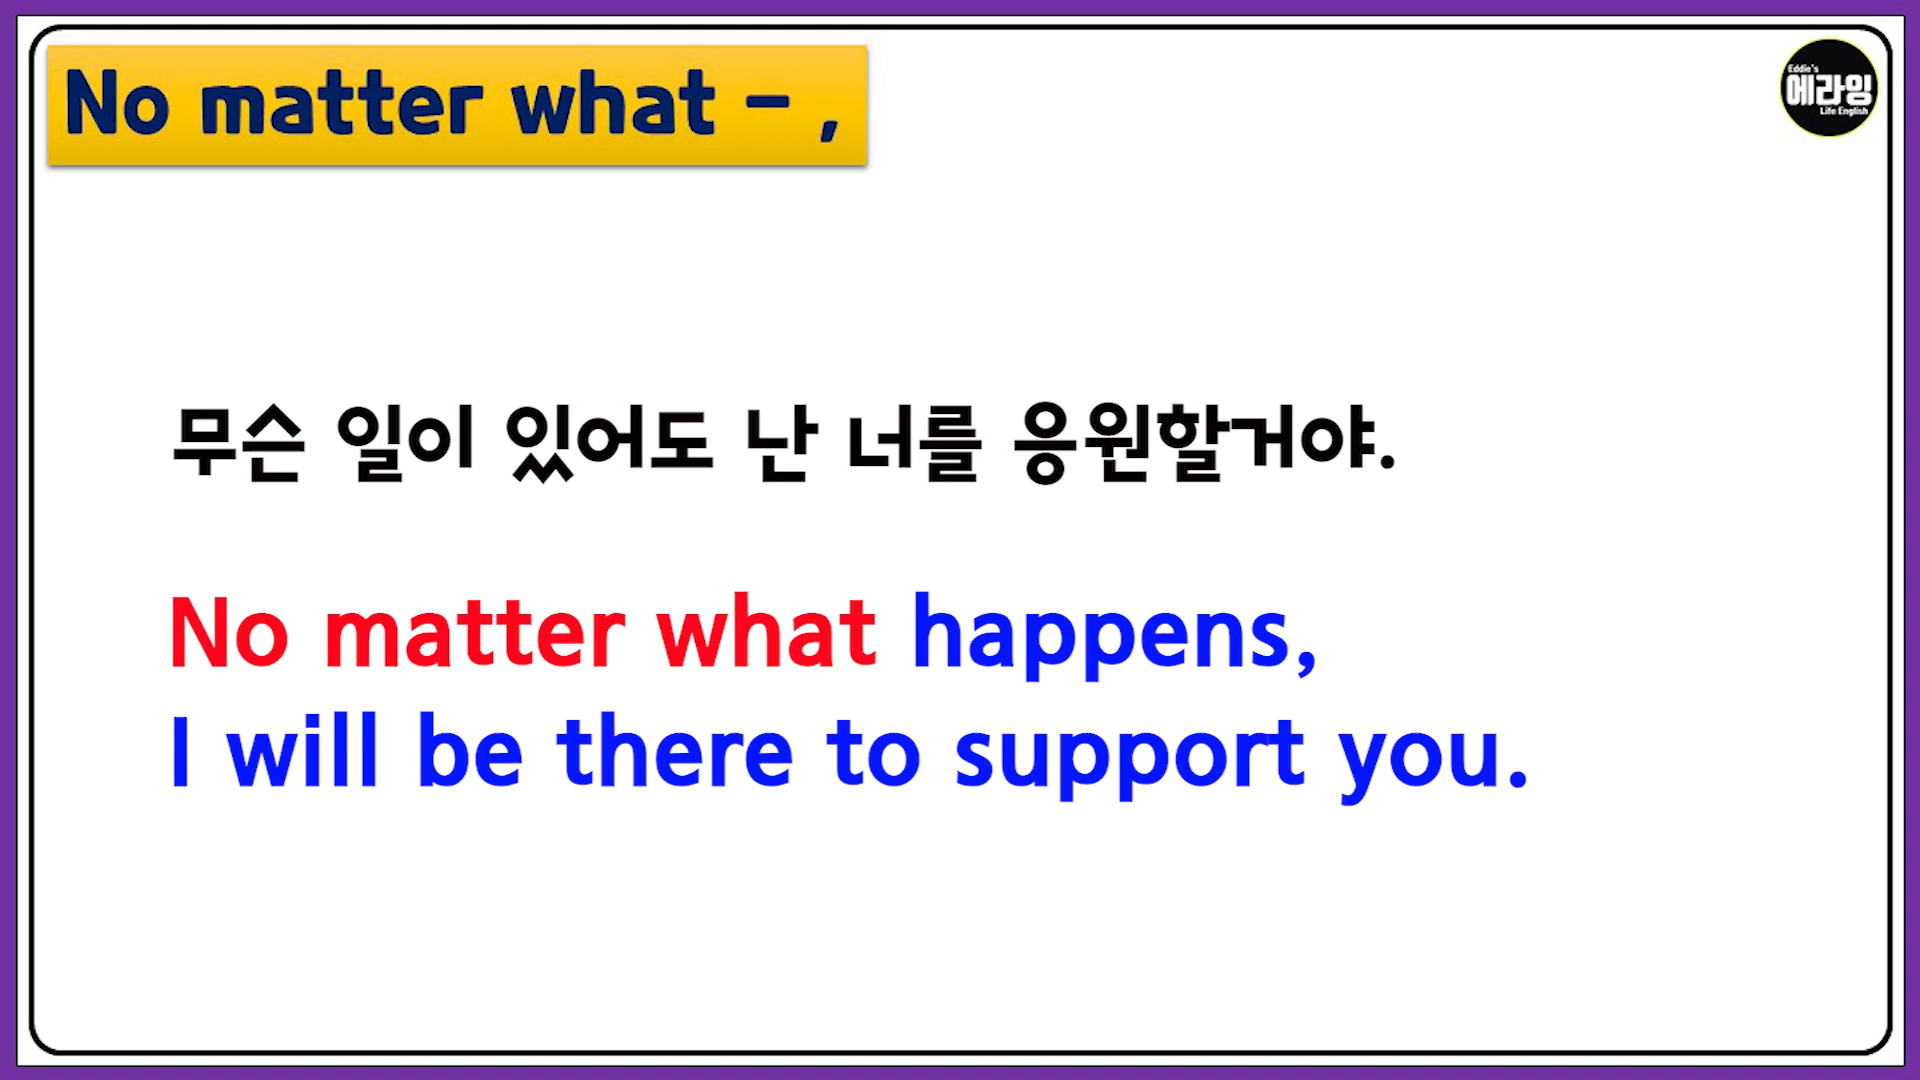 No matter what - ,
Eddie's
에라잉
Life English
무슨 일이 있어도 난 너를 응원할거야.
No matter what happens,
I will be there to support you.